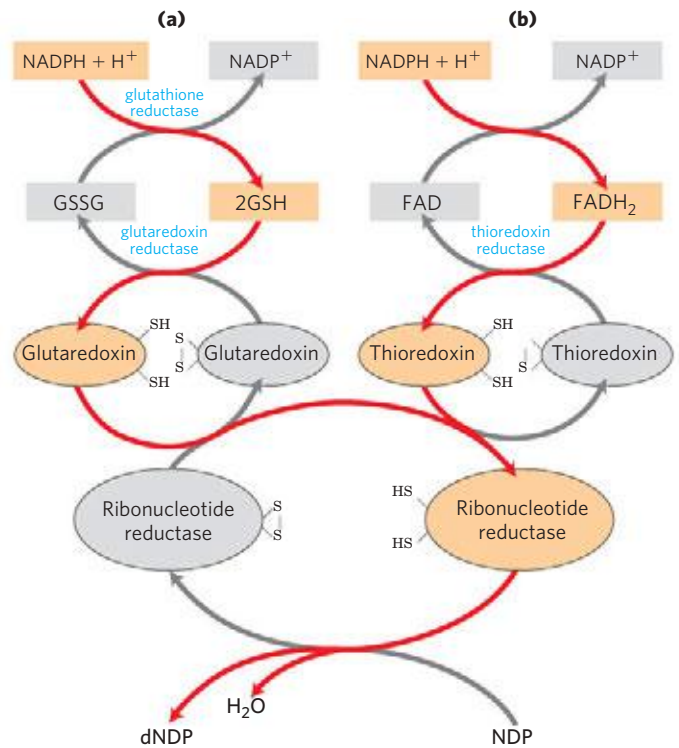 (a)
(b)
NADPH + H⁺
NADP⁺
NADPH + H⁺
NADP⁺
glutathione
reductase
GSSG
2GSH
FAD
FADH₂
glutaredoxin
reductase
thioredoxin
reductase
SH
S
S
SH
Glutaredoxin
Glutaredoxin
SH
S
SH
Thioredoxin
Thioredoxin
Ribonucleotide
reductase
S
S
HS
HS
Ribonucleotide
reductase
H₂O
dNDP
NDP